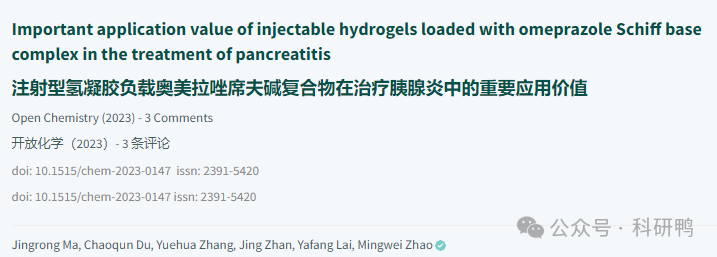 Important application value of injectable hydrogels loaded with omeprazole Schiff base
complex in the treatment of pancreatitis
注射型氢凝胶负载奥美拉唑席夫碱复合物在治疗胰腺炎中的重要应用价值
Open Chemistry (2023) - 3 Comments
开放化学（2023）- 3 条评论
doi: 10.1515/chem-2023-0147 issn: 2391-5420
doi: 10.1515/chem-2023-0147 issn: 2391-5420
公众号 · 科研鸭
Jingrong Ma, Chaoqun Du, Yuehua Zhang, Jing Zhan, Yafang Lai, Mingwei Zhao